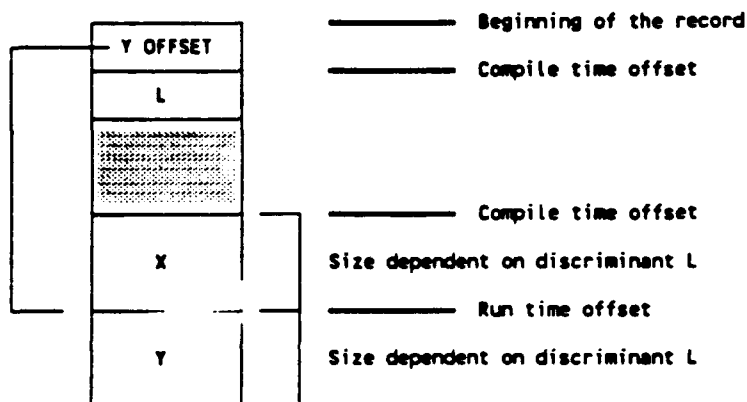 Beginning of the record
Y OFFSET
Compile time offset
L
Compile time offset
X
Size dependent on discriminant L
Run time offset
Y
Size dependent on discriminant L